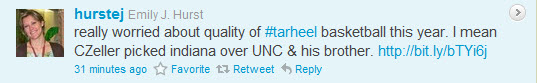 hurstej Emily J. Hurst
really worried about quality of #tarheel basketball this year. I mean
CZeller picked indiana over UNC & his brother. http://bit.ly/bTYi6j
31 minutes ago Favorite Retweet Reply